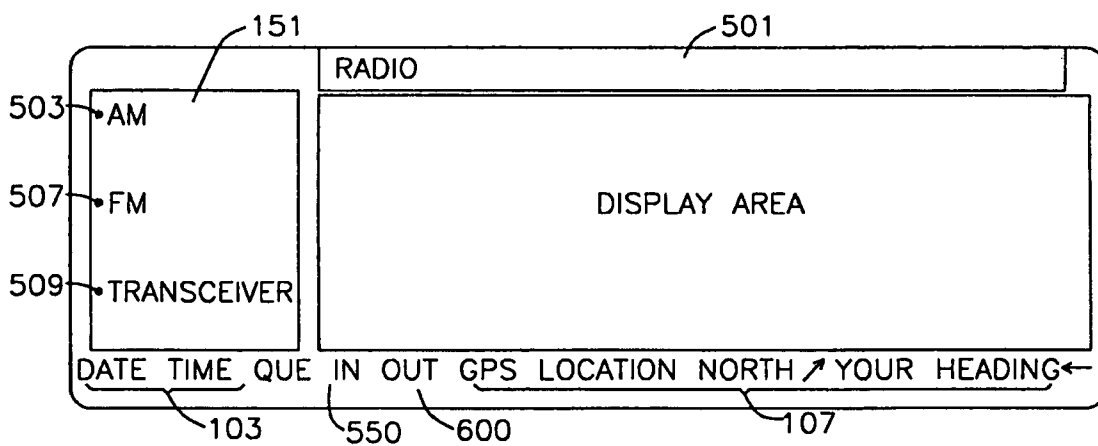 151
501
RADIO
503
AM
507
FM
DISPLAY AREA
509
TRANSCEIVER
DATE TIME QUE IN OUT GPS LOCATION NORTH ↗ YOUR HEADING ←
103
550
600
107